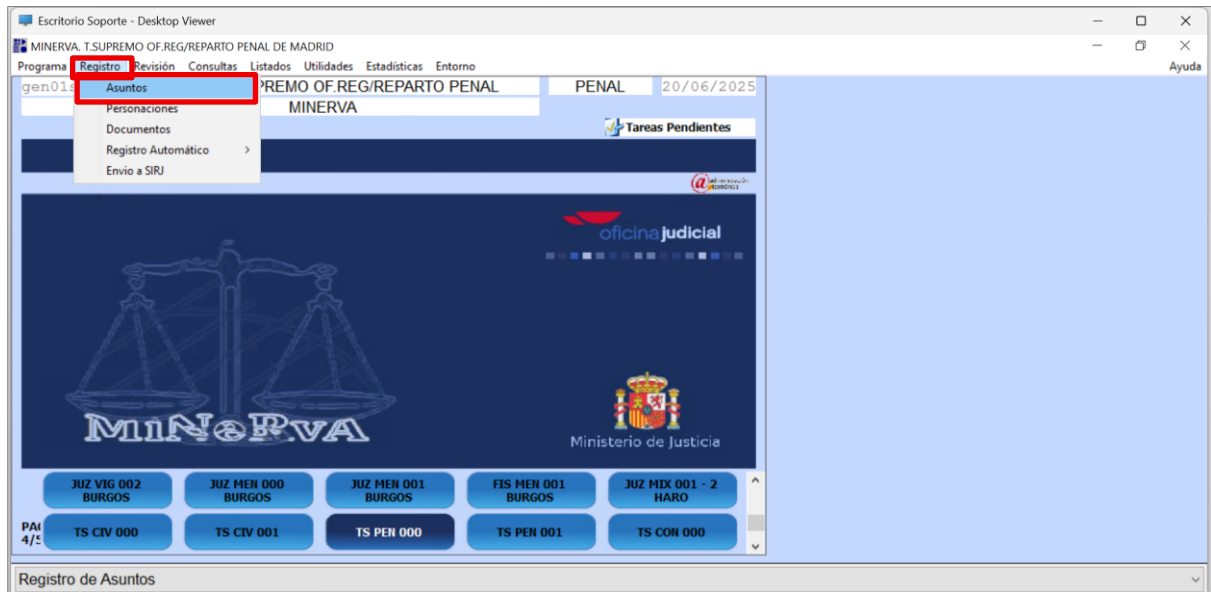 Escritorio Soporte - Desktop Viewer
MINERVA. T.SUPREMO OF.REG/REPARTO PENAL DE MADRID
Programa Registro Revisión Consultas Listados Utilidades Estadísticas Entorno Ayuda
gen01s PREMO OF.REG/REPARTO PENAL PENAL 20/06/2025
Asuntos
Personaciones MINERVA
Documentos Tareas Pendientes
Registro Automático >
Envio a SIRJ
oficina judicial
MINERVA
Ministerio de Justicia
JUZ VIG 002 JUZ MEN 000 JUZ MEN 001 FIS MEN 001 JUZ MIX 001 - 2
BURGOS BURGOS BURGOS BURGOS HARO
PA
4/5 TS CIV 000 TS CIV 001 TS PEN 000 TS PEN 001 TS CON 000
Registro de Asuntos